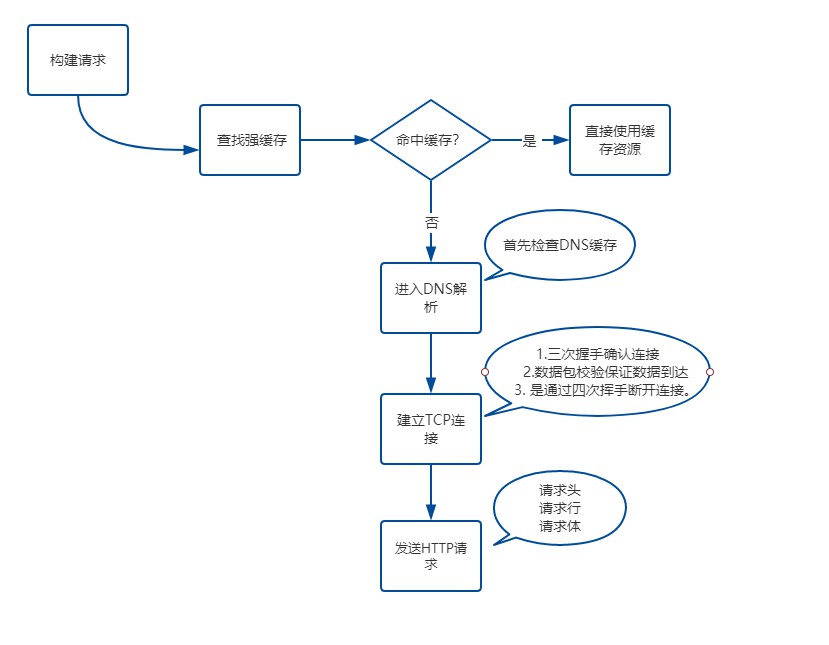 构建请求
查找强缓存
命中缓存?
是
直接使用缓
存资源
否
首先检查DNS缓存
进入DNS解
析
1.三次握手确认连接
2.数据包校验保证数据到达
3. 是通过四次挥手断开连接。
建立TCP连
接
请求头
请求行
请求体
发送HTTP请
求